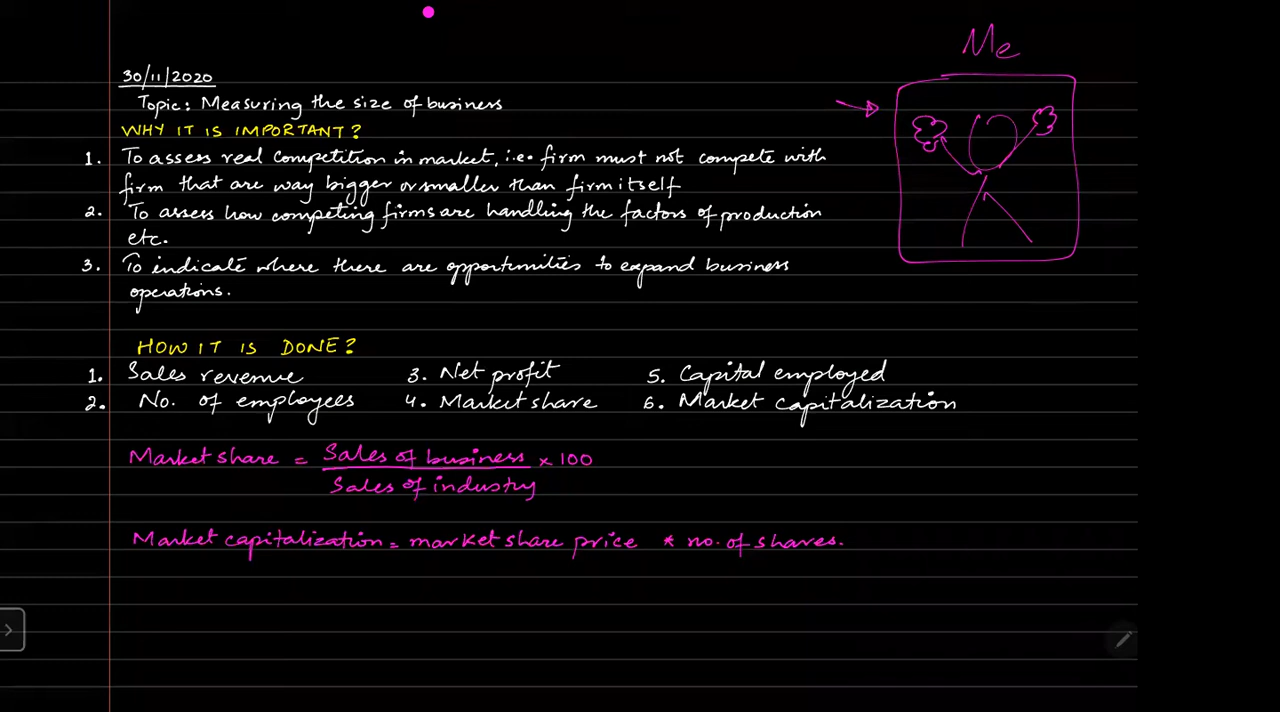 Me
30/11/2020
Topic: Measuring the size of business
WHY IT IS IMPORTANT?
1. To assess real competition in market, i.e. firm must not compete with
firm that are way bigger or smaller than firm itself
2. To assess how competing firms are handling the factors of production
etc.
3. To indicate where there are opportunities to expand business
operations.
HOW IT IS DONE?
1. Sales revenue 3. Net profit 5. Capital employed
2. No. of employees 4. Market share 6. Market capitalization
Market share = Sales of business × 100
Sales of industry
Market capitalization = market share price * no. of shares.